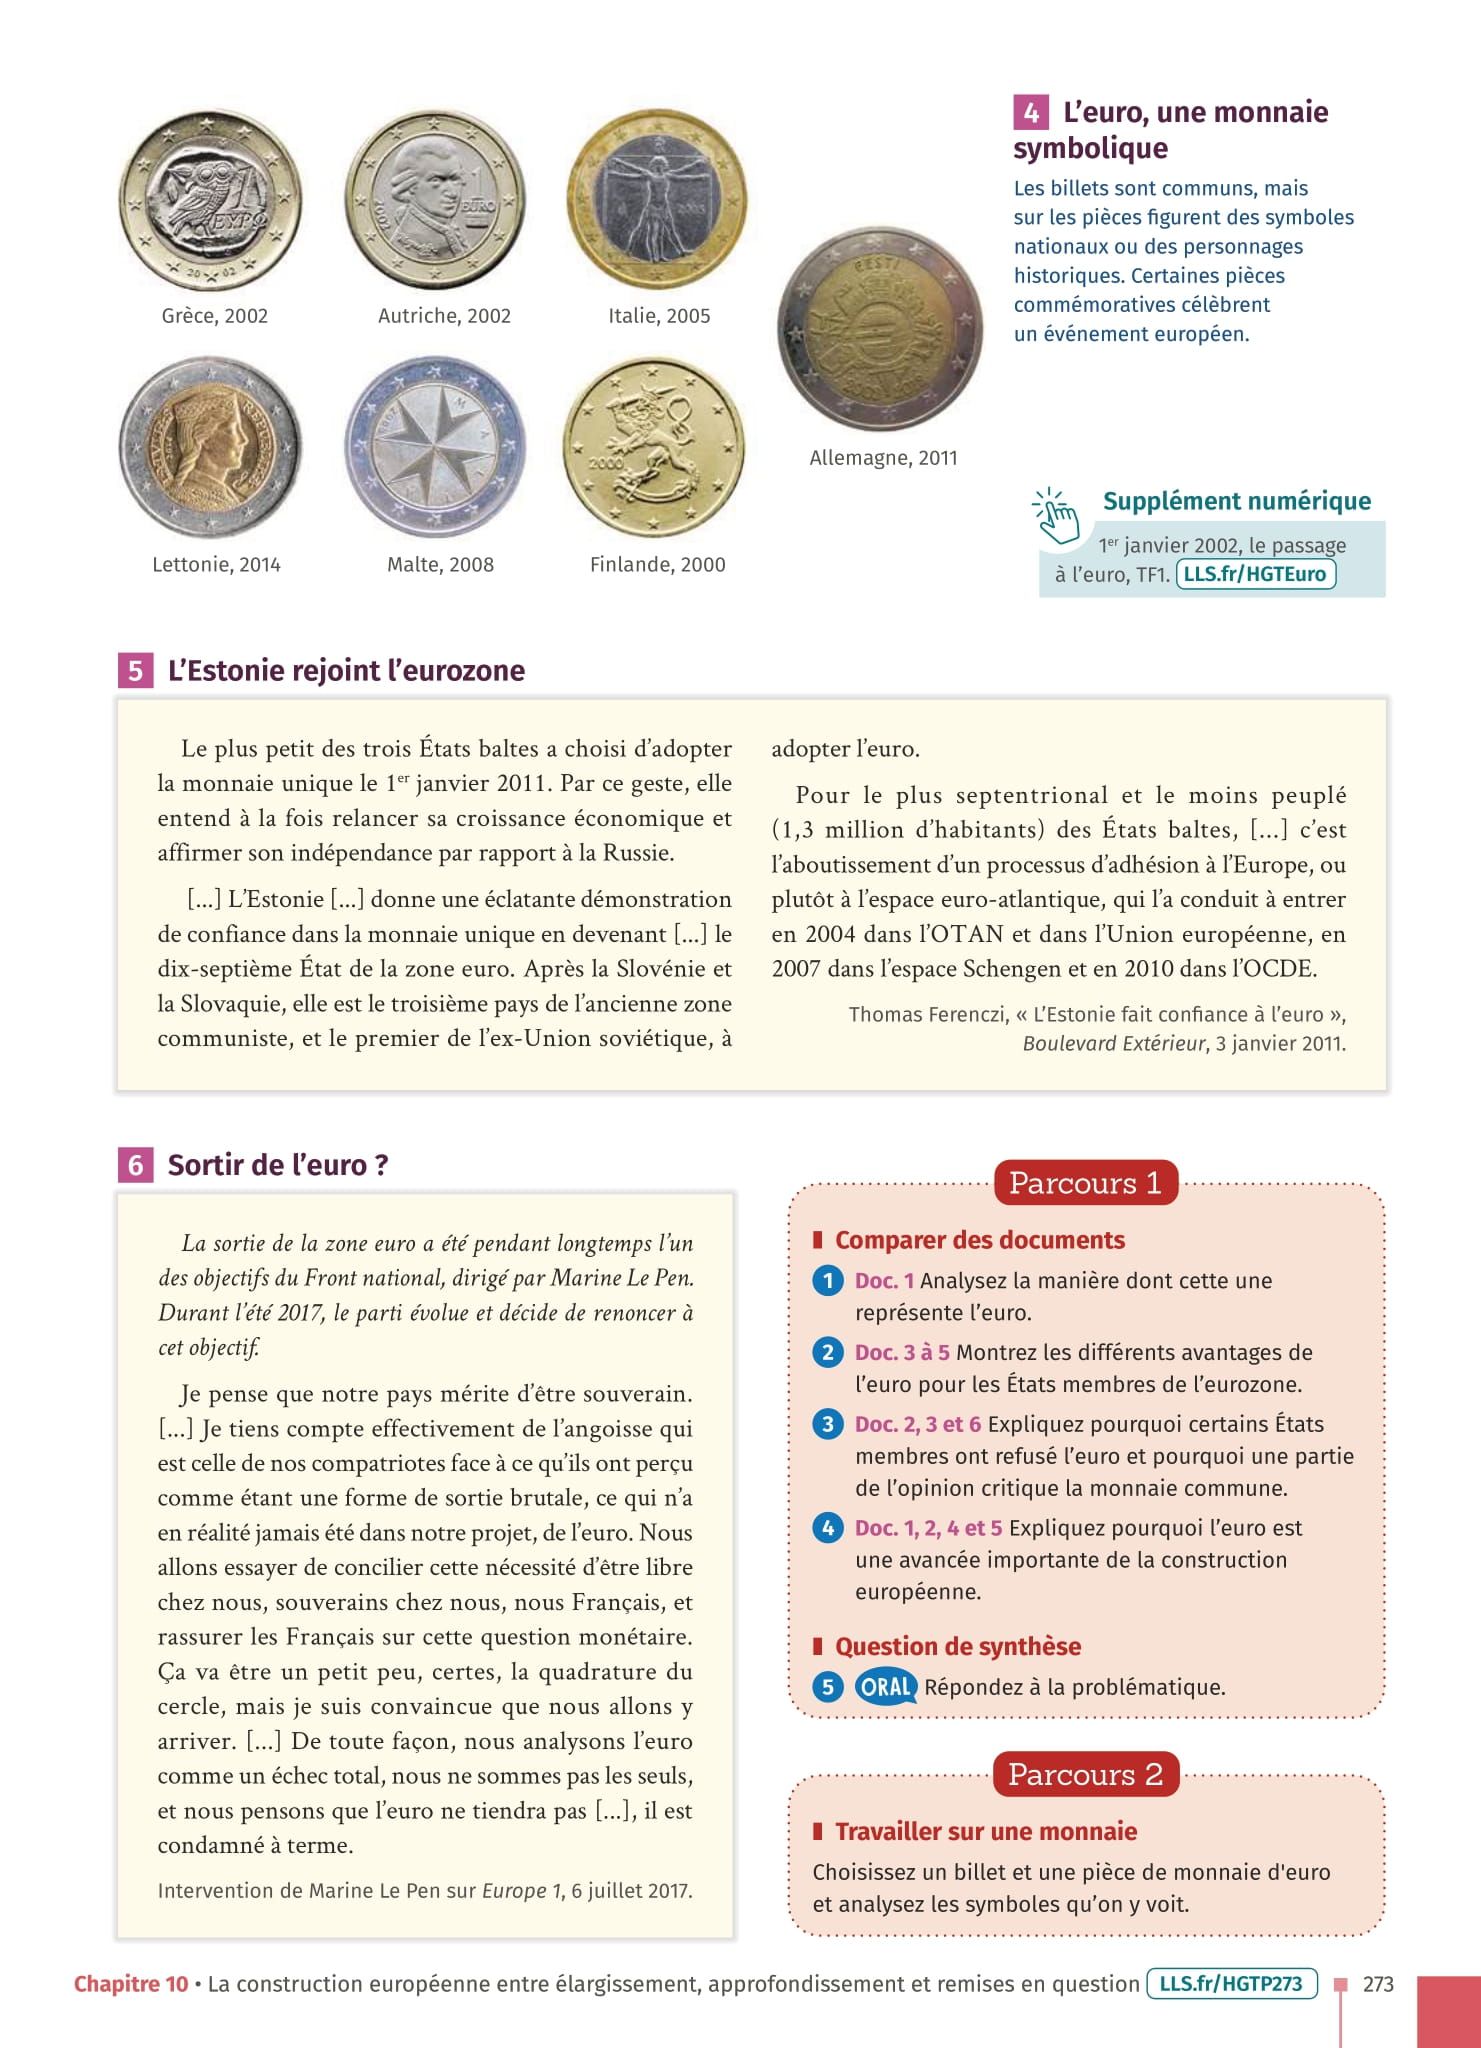 4 L’euro, une monnaie
symbolique
Les billets sont communs, mais
sur les pièces figurent des symboles
nationaux ou des personnages
historiques. Certaines pièces
commémoratives célèbrent
un événement européen.
1
EYPΩ
20 02
Grèce, 2002
1
EURO
2002
Autriche, 2002
Italie, 2005
EESTI
Allemagne, 2011
Lettonie, 2014
MALTA
2008
Malte, 2008
2000
Finlande, 2000
Supplément numérique
1er janvier 2002, le passage
à l’euro, TF1. LLS.fr/HGTEuro
5 L’Estonie rejoint l’eurozone
Le plus petit des trois États baltes a choisi d’adopter
la monnaie unique le 1er janvier 2011. Par ce geste, elle
entend à la fois relancer sa croissance économique et
affirmer son indépendance par rapport à la Russie.
[...] L’Estonie [...] donne une éclatante démonstration
de confiance dans la monnaie unique en devenant [...] le
dix-septième État de la zone euro. Après la Slovénie et
la Slovaquie, elle est le troisième pays de l’ancienne zone
communiste, et le premier de l’ex-Union soviétique, à
adopter l’euro.
Pour le plus septentrional et le moins peuplé
(1,3 million d’habitants) des États baltes, [...] c’est
l’aboutissement d’un processus d’adhésion à l’Europe, ou
plutôt à l’espace euro-atlantique, qui l’a conduit à entrer
en 2004 dans l’OTAN et dans l’Union européenne, en
2007 dans l’espace Schengen et en 2010 dans l’OCDE.
Thomas Ferenczi, « L’Estonie fait confiance à l’euro »,
Boulevard Extérieur, 3 janvier 2011.
6 Sortir de l’euro ?
La sortie de la zone euro a été pendant longtemps l’un
des objectifs du Front national, dirigé par Marine Le Pen.
Durant l’été 2017, le parti évolue et décide de renoncer à
cet objectif.
Je pense que notre pays mérite d’être souverain.
[...] Je tiens compte effectivement de l’angoisse qui
est celle de nos compatriotes face à ce qu’ils ont perçu
comme étant une forme de sortie brutale, ce qui n’a
en réalité jamais été dans notre projet, de l’euro. Nous
allons essayer de concilier cette nécessité d’être libre
chez nous, souverains chez nous, nous Français, et
rassurer les Français sur cette question monétaire.
Ça va être un petit peu, certes, la quadrature du
cercle, mais je suis convaincue que nous allons y
arriver. [...] De toute façon, nous analysons l’euro
comme un échec total, nous ne sommes pas les seuls,
et nous pensons que l’euro ne tiendra pas [...], il est
condamné à terme.
Intervention de Marine Le Pen sur Europe 1, 6 juillet 2017.
Parcours 1
Comparer des documents
1 Doc. 1 Analysez la manière dont cette une
représente l’euro.
2 Doc. 3 à 5 Montrez les différents avantages de
l’euro pour les États membres de l’eurozone.
3 Doc. 2, 3 et 6 Expliquez pourquoi certains États
membres ont refusé l’euro et pourquoi une partie
de l’opinion critique la monnaie commune.
4 Doc. 1, 2, 4 et 5 Expliquez pourquoi l’euro est
une avancée importante de la construction
européenne.
Question de synthèse
5 ORAL Répondez à la problématique.
Parcours 2
Travailler sur une monnaie
Choisissez un billet et une pièce de monnaie d'euro
et analysez les symboles qu’on y voit.
Chapitre 10 • La construction européenne entre élargissement, approfondissement et remises en question LLS.fr/HGTP273 273